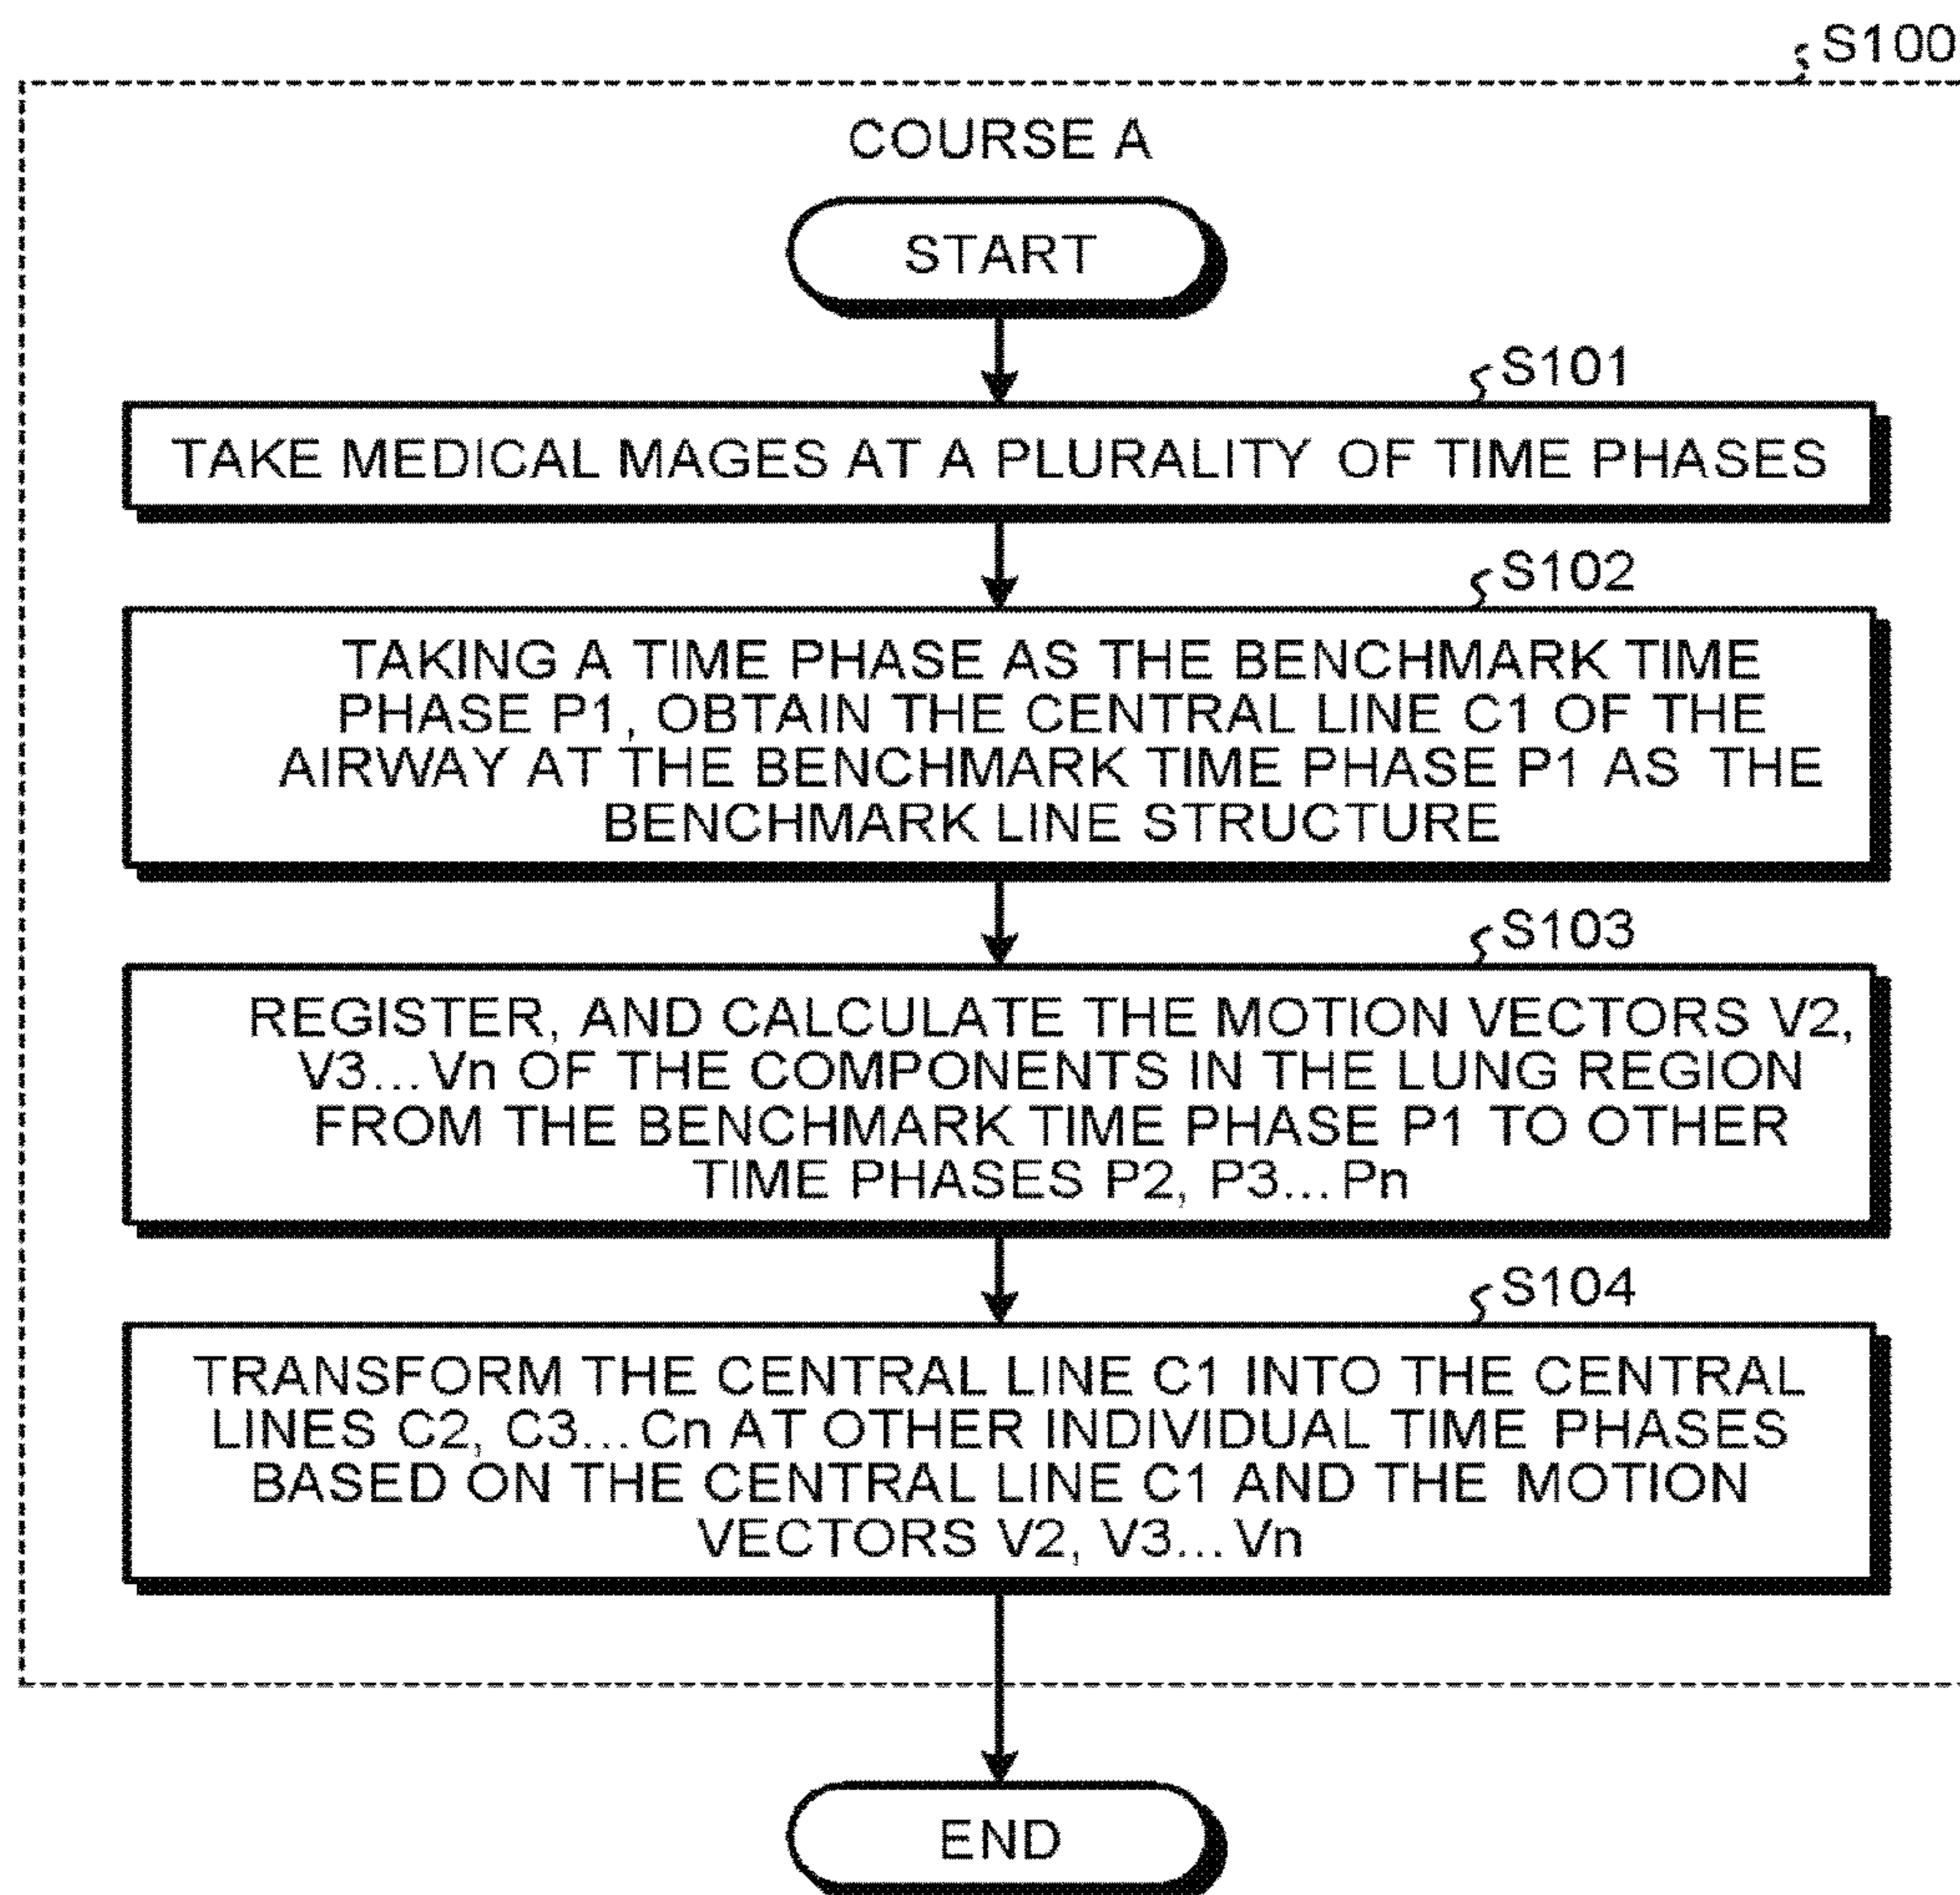 S100
COURSE A
START
S101
TAKE MEDICAL MAGES AT A PLURALITY OF TIME PHASES
S102
TAKING A TIME PHASE AS THE BENCHMARK TIME
PHASE P1, OBTAIN THE CENTRAL LINE C1 OF THE
AIRWAY AT THE BENCHMARK TIME PHASE P1 AS THE
BENCHMARK LINE STRUCTURE
S103
REGISTER, AND CALCULATE THE MOTION VECTORS V2,
V3...Vn OF THE COMPONENTS IN THE LUNG REGION
FROM THE BENCHMARK TIME PHASE P1 TO OTHER
TIME PHASES P2, P3...Pn
S104
TRANSFORM THE CENTRAL LINE C1 INTO THE CENTRAL
LINES C2, C3...Cn AT OTHER INDIVIDUAL TIME PHASES
BASED ON THE CENTRAL LINE C1 AND THE MOTION
VECTORS V2, V3...Vn
END